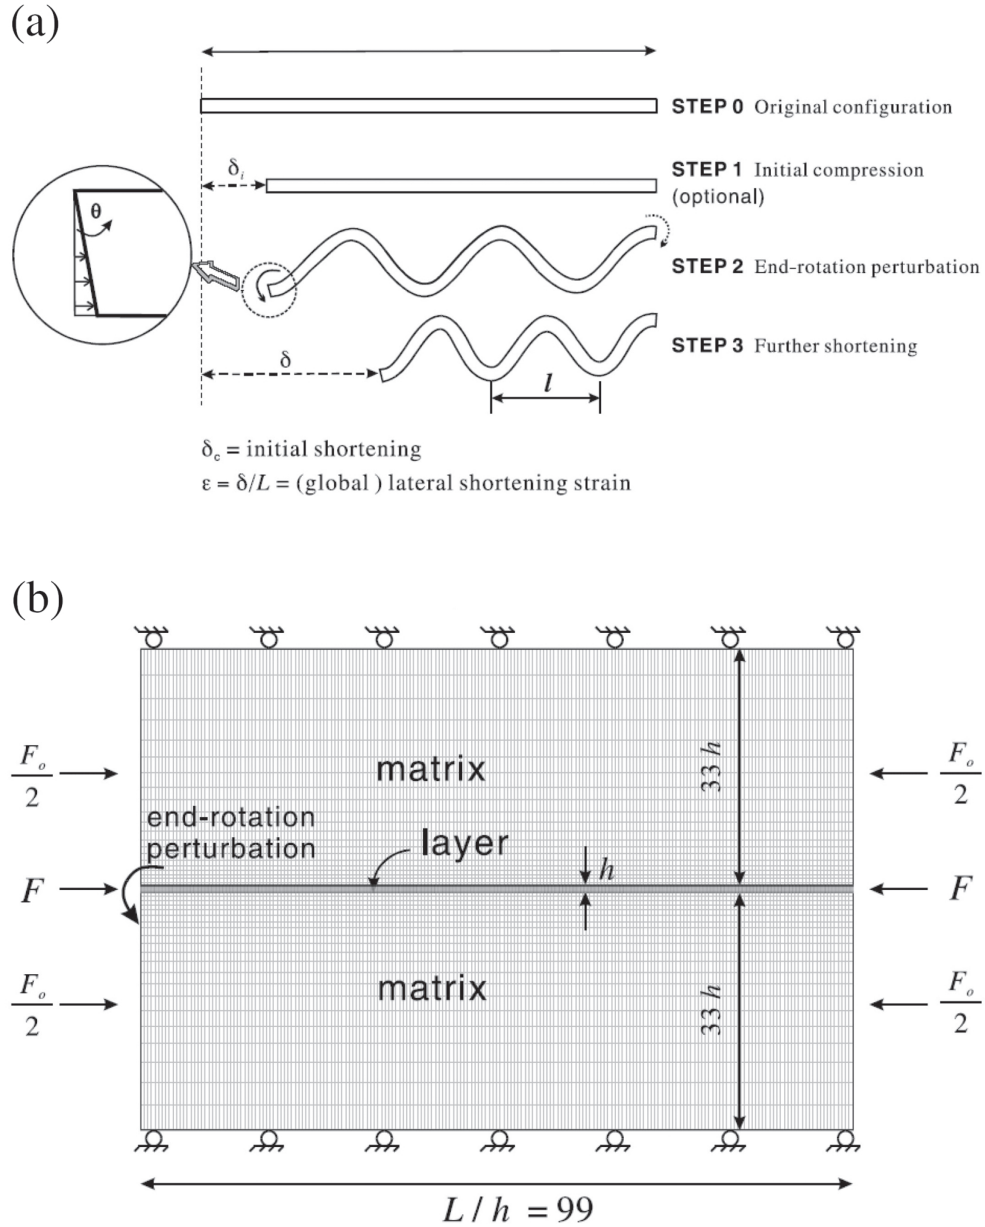 (a)
STEP 0 Original configuration
δi
STEP 1 Initial compression
(optional)
θ
STEP 2 End-rotation perturbation
STEP 3 Further shortening
δ
l
δc = initial shortening
ε = δ/L = (global ) lateral shortening strain
(b)
Fo
2
matrix
33 h
Fo
2
end-rotation
perturbation
layer
h
F
F
Fo
2
matrix
33 h
Fo
2
L / h = 99